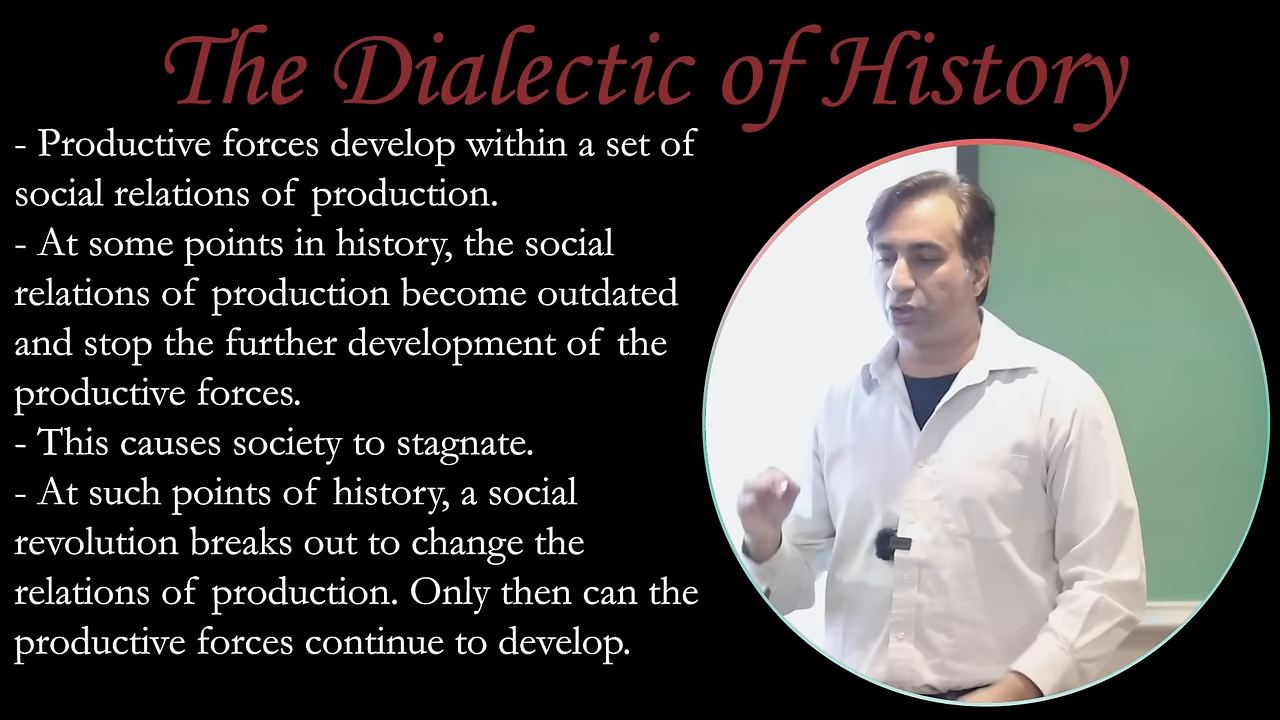 The Dialectic of History
- Productive forces develop within a set of
social relations of production.
- At some points in history, the social
relations of production become outdated
and stop the further development of the
productive forces.
- This causes society to stagnate.
- At such points of history, a social
revolution breaks out to change the
relations of production. Only then can the
productive forces continue to develop.